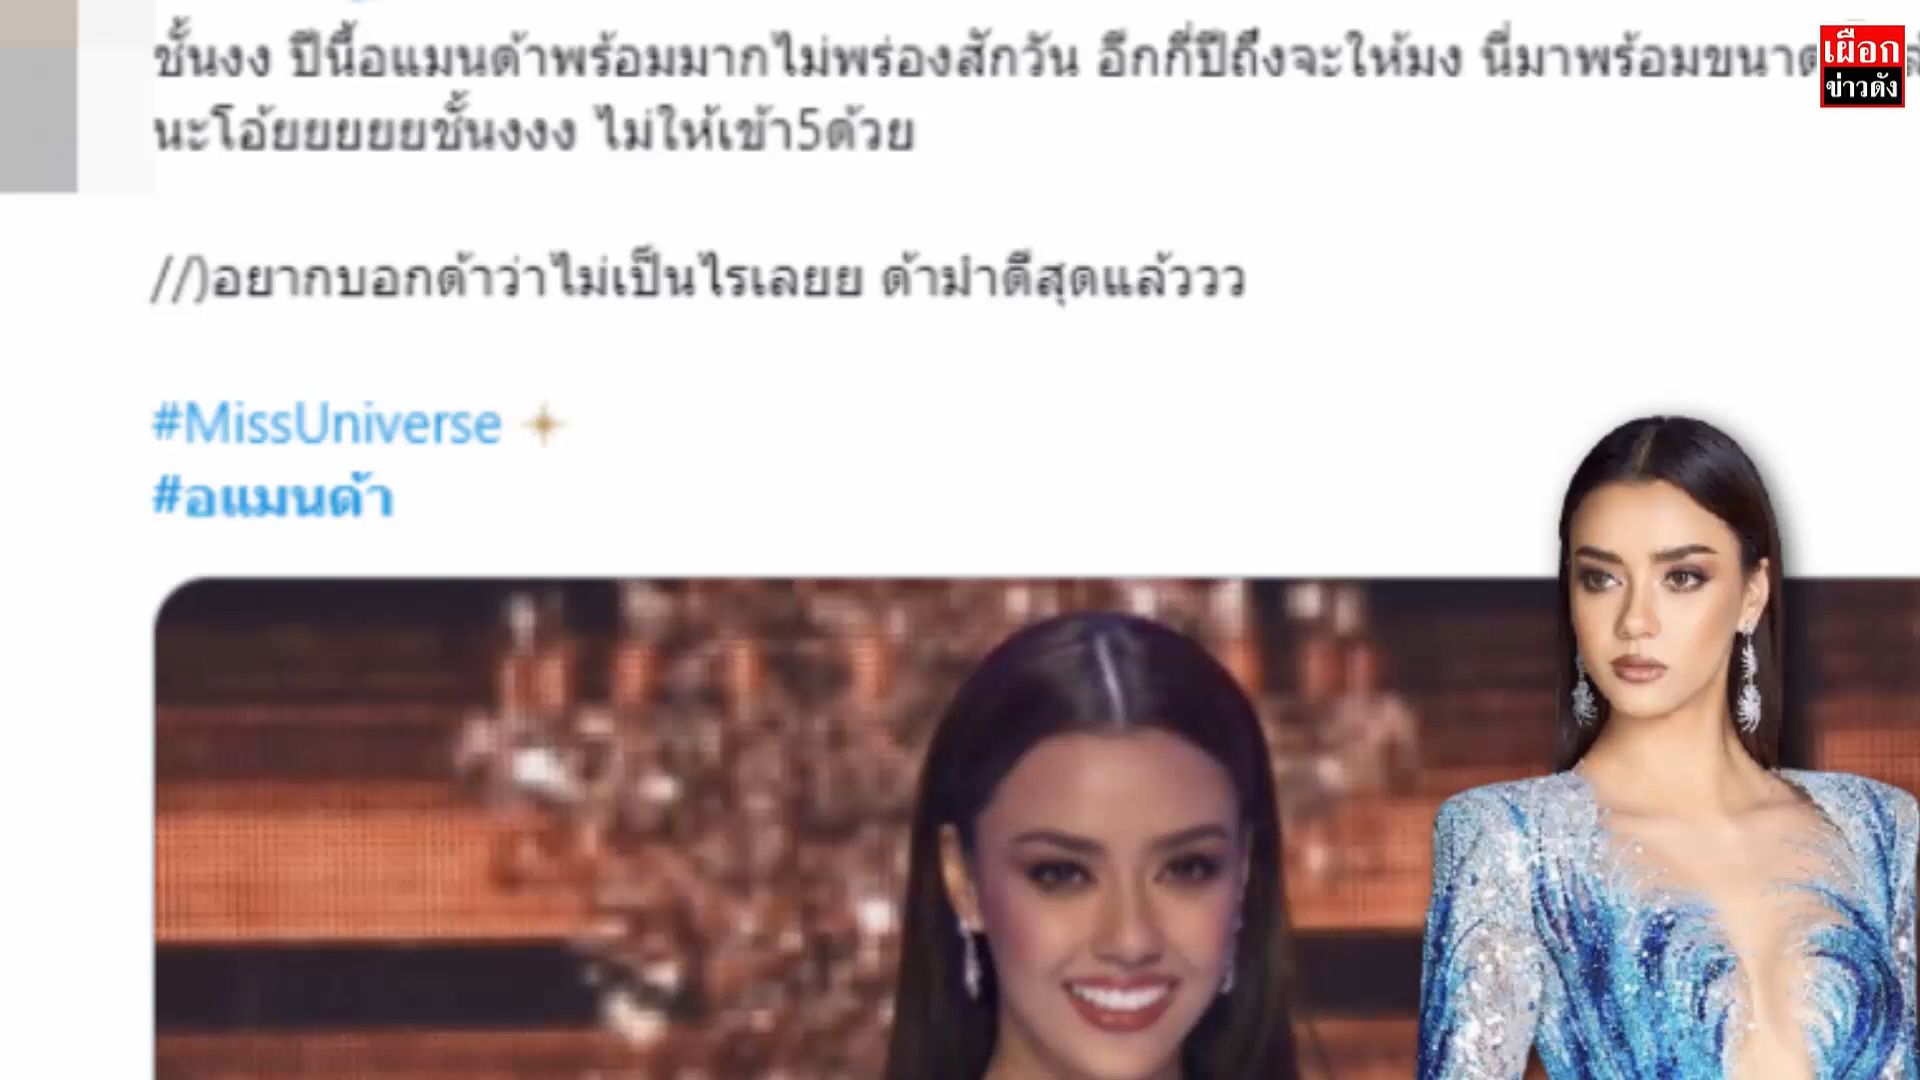 ชั้นงง ปีนี้อแมนด้าพร้อมมากไม่พร่องสักวัน อีกกี่ปีถึงจะให้มง นี่มาพร้อมขนาด
นะโอ้ยยยยยชั้นงงง ไม่ให้เข้า5ด้วย
//)อยากบอกด้าว่าไม่เป็นไรเลยย ด้าทำดีสุดแล้ววว
#MissUniverse
#อแมนด้า
เผือก
ข่าวดัง